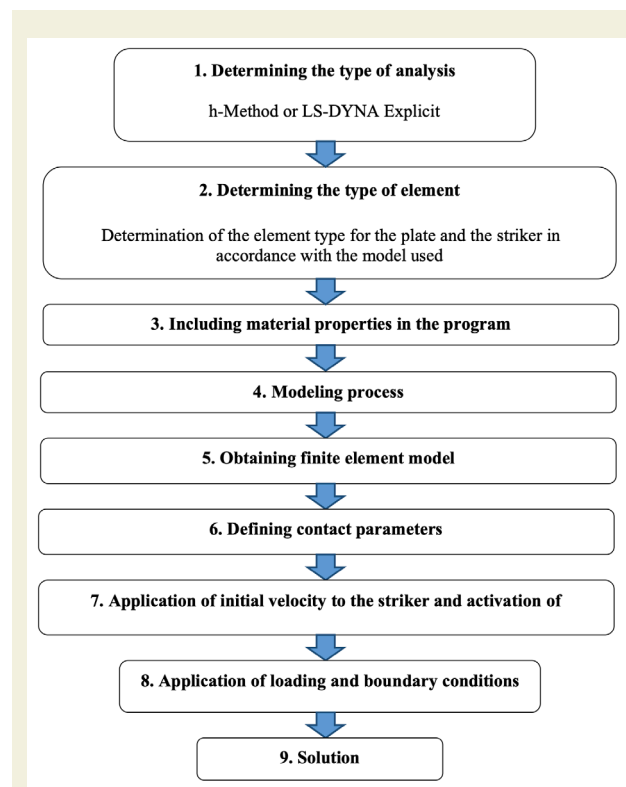 1. Determining the type of analysis
h-Method or LS-DYNA Explicit
2. Determining the type of element
Determination of the element type for the plate and the striker in
accordance with the model used
3. Including material properties in the program
4. Modeling process
5. Obtaining finite element model
6. Defining contact parameters
7. Application of initial velocity to the striker and activation of
8. Application of loading and boundary conditions
9. Solution